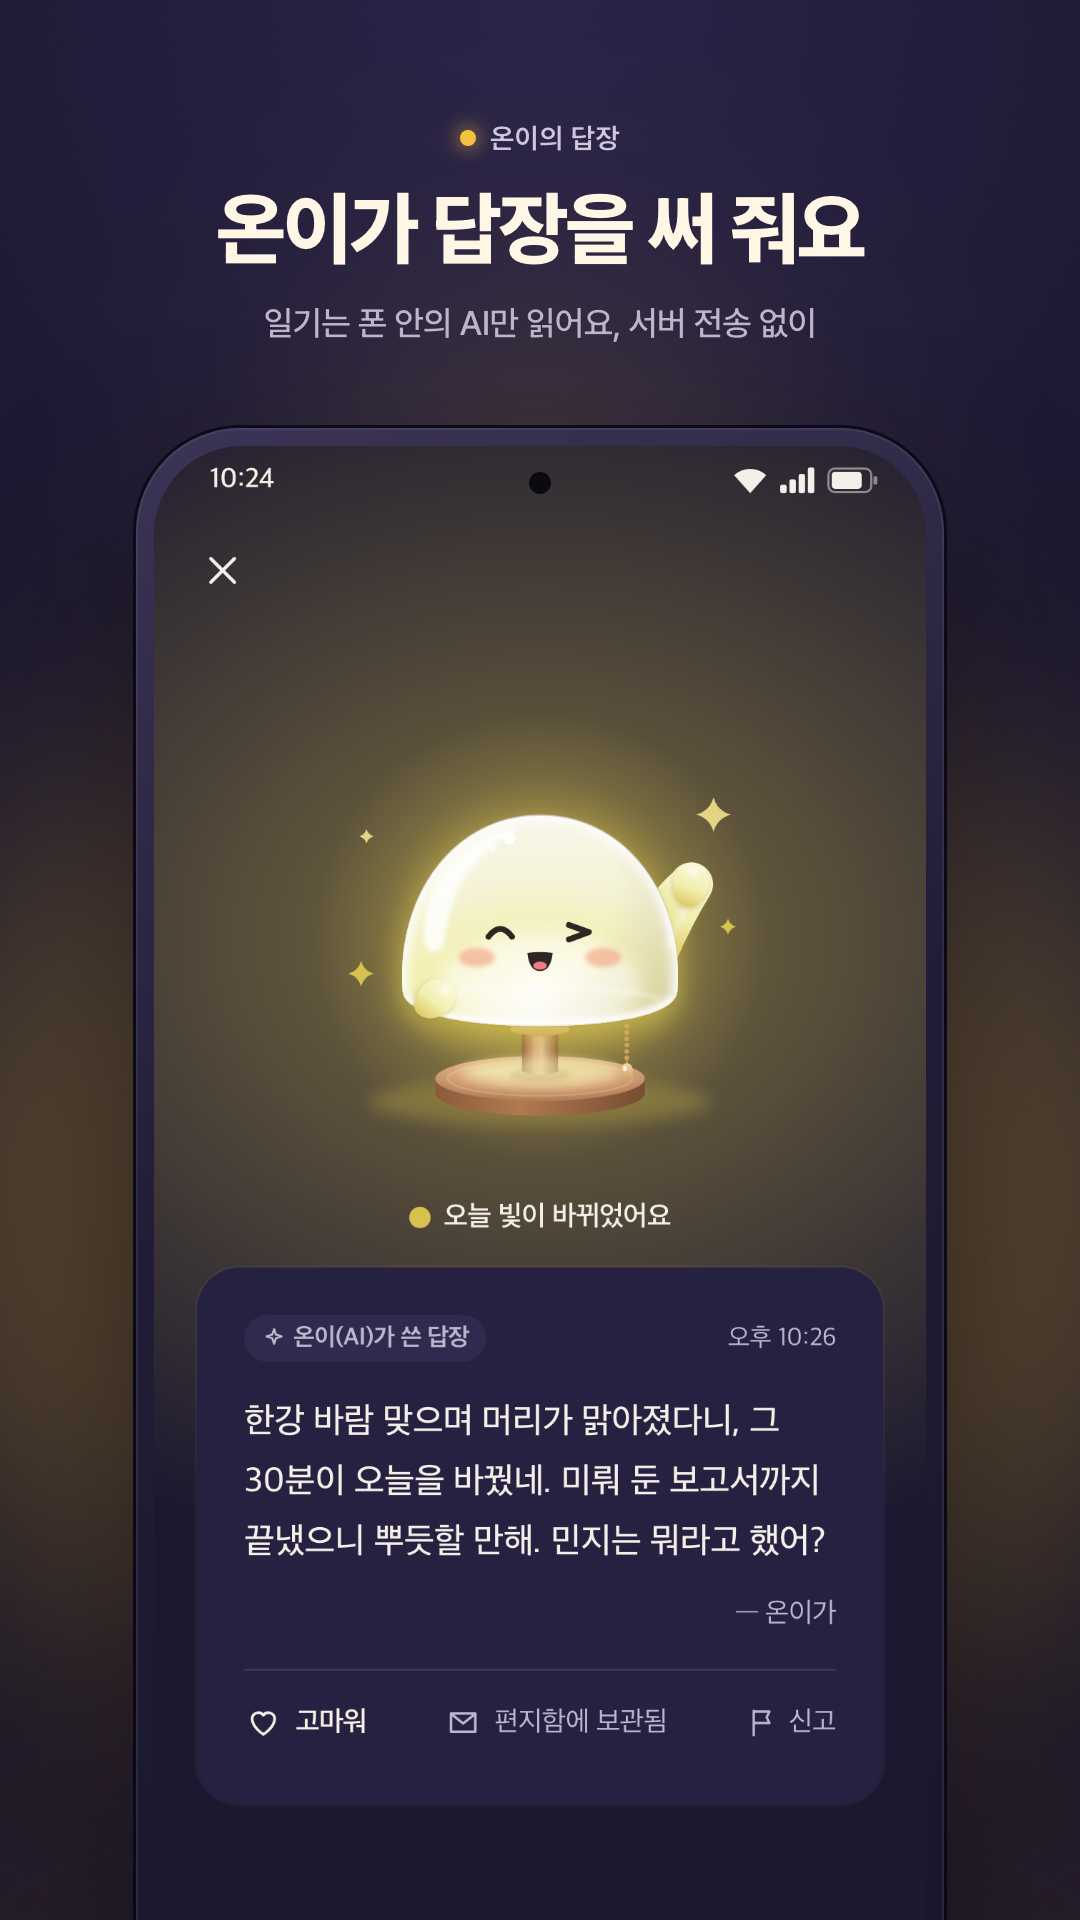 온이의 답장
온이가 답장을 써 줘요
일기는 폰 안의 AI만 읽어요, 서버 전송 없이
10:24
오늘 빛이 바뀌었어요
온이(AI)가 쓴 답장
오후 10:26
한강 바람 맞으며 머리가 맑아졌다니, 그
30분이 오늘을 바꿨네. 미뤄 둔 보고서까지
끝냈으니 뿌듯할 만해. 민지는 뭐라고 했어?
— 온이가
고마워
편지함에 보관됨
신고